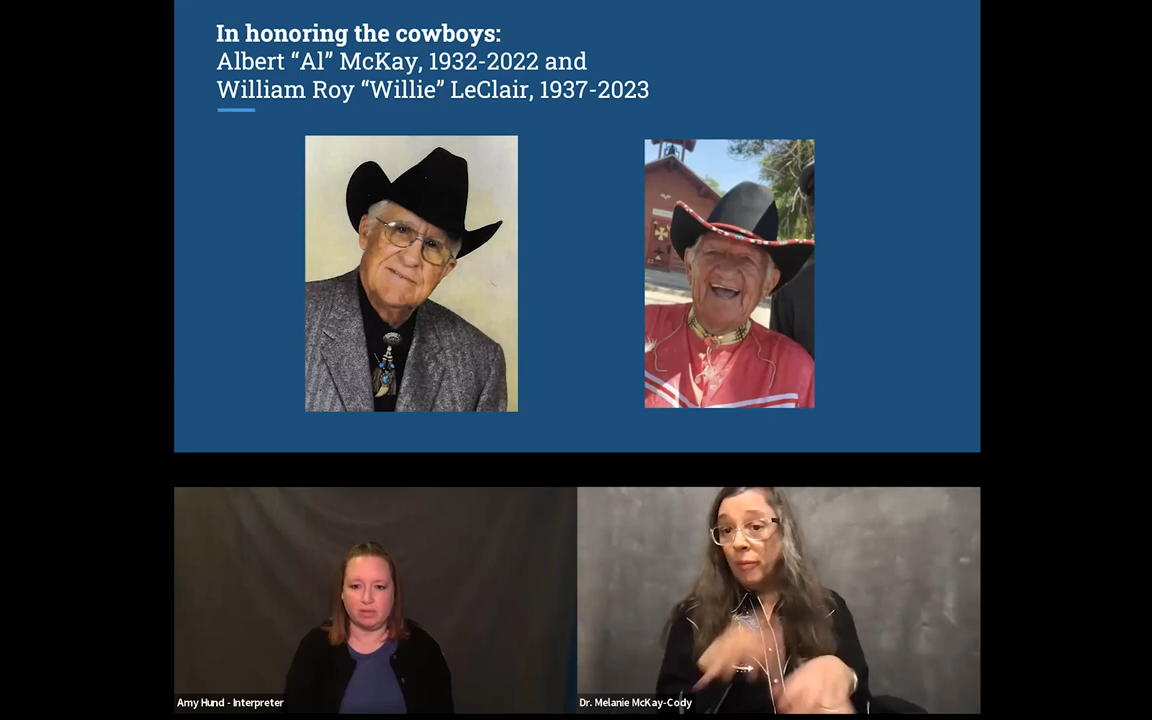 In honoring the cowboys:
Albert “Al” McKay, 1932-2022 and
William Roy “Willie” LeClair, 1937-2023
Amy Hund - Interpreter
Dr. Melanie McKay-Cody